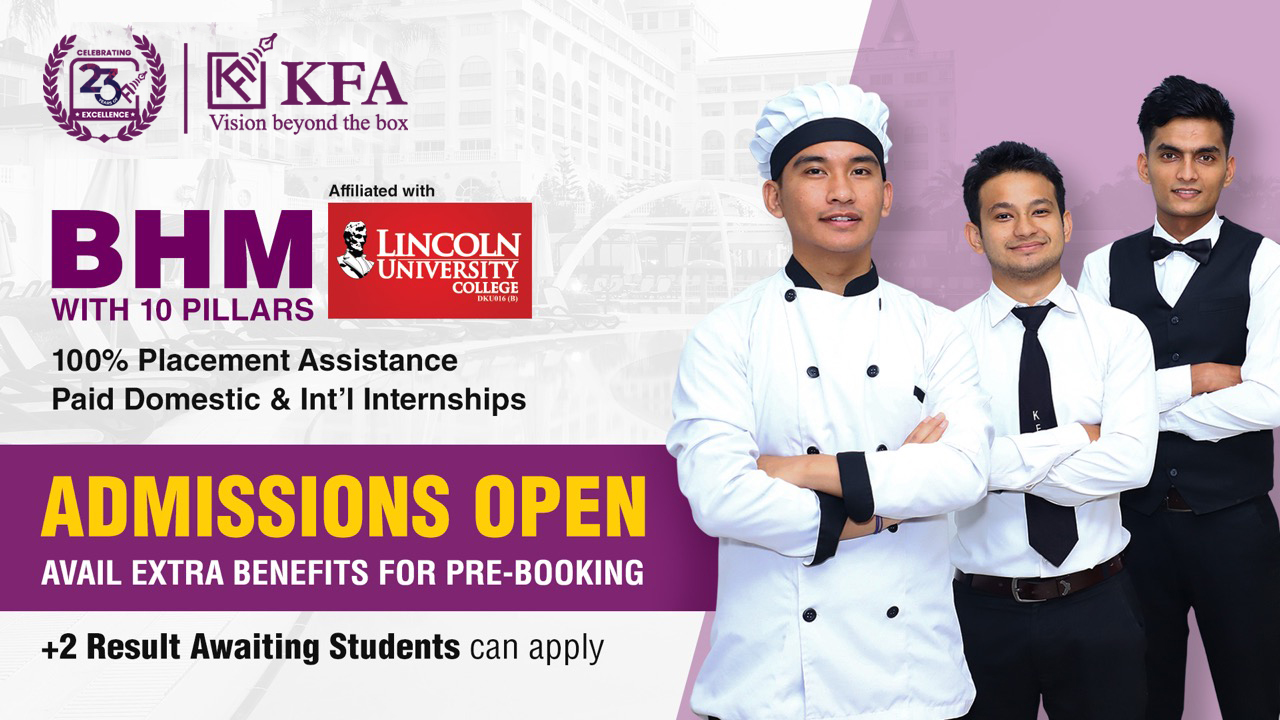 CELEBRATING
23
YEARS OF
★ EXCELLENCE ★
KFA
Vision beyond the box
Affiliated with
BHM
WITH 10 PILLARS
LINCOLN
UNIVERSITY
COLLEGE
DKU016 (B)
100% Placement Assistance
Paid Domestic & Int'l Internships
ADMISSIONS OPEN
AVAIL EXTRA BENEFITS FOR PRE-BOOKING
+2 Result Awaiting Students can apply
K